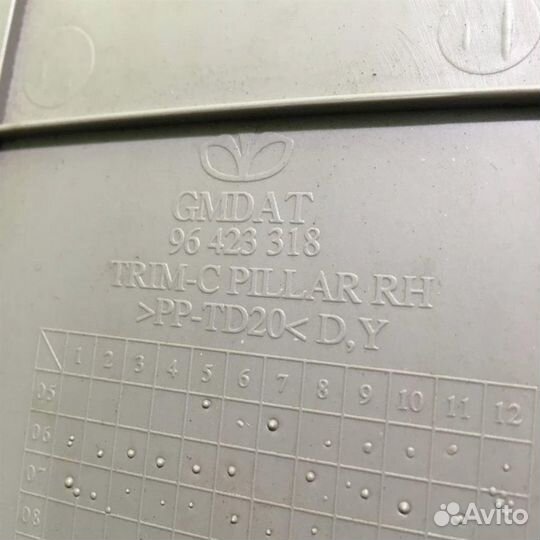 GMDAT
96 423 318
TRIM-C PILLAR RH
>PP-TD20< D,Y
1 2 3 4 5 6 7 8 9 10 11 12
05
06
07
08
Avito